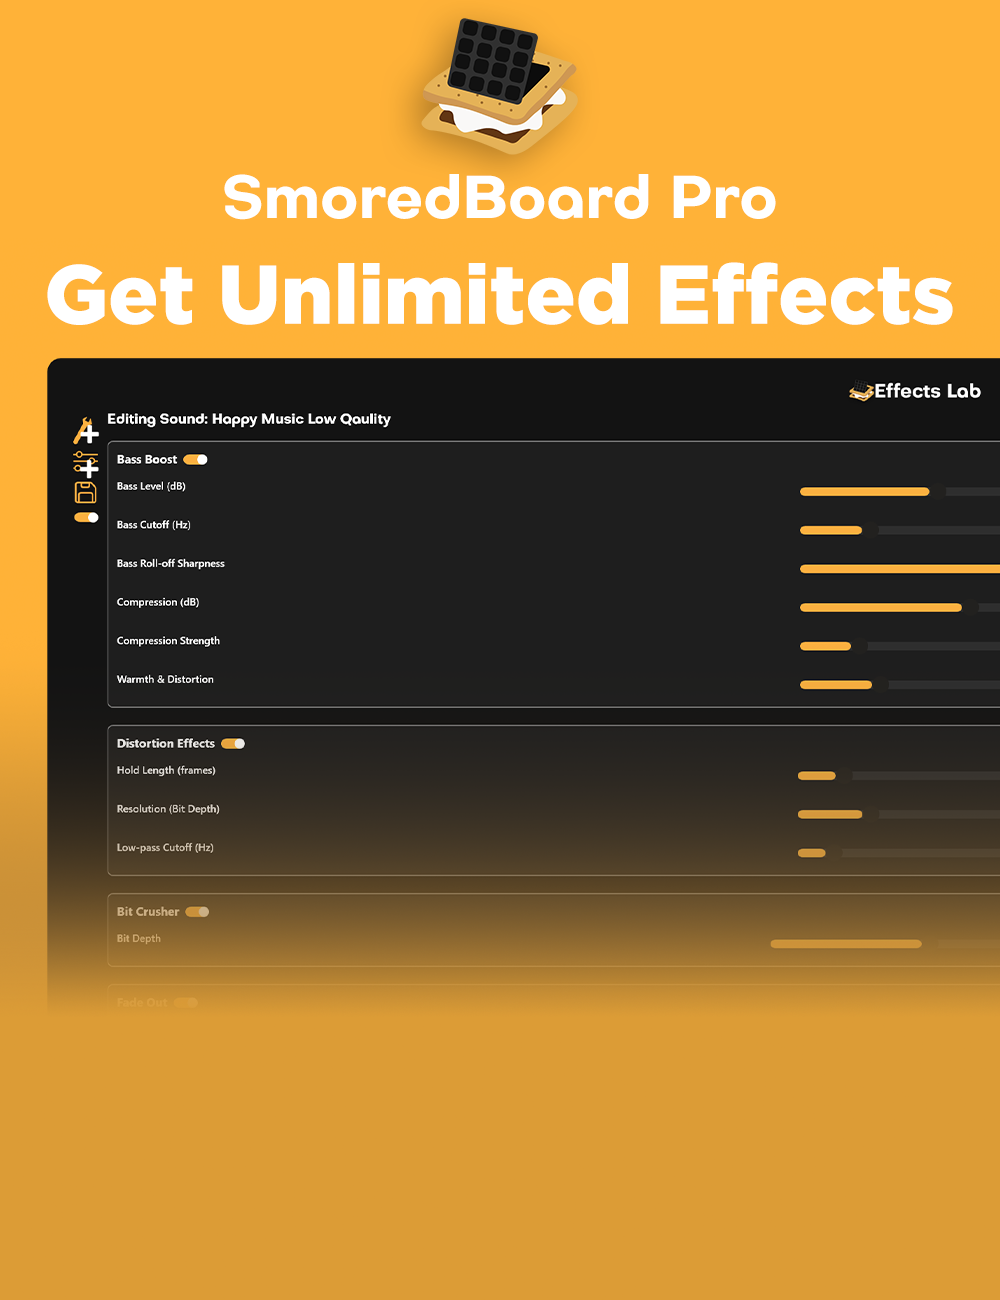 SmoredBoard Pro
Get Unlimited Effects
Effects Lab
Editing Sound: Happy Music Low Qaulity
Bass Boost
Bass Level (dB)
Bass Cutoff (Hz)
Bass Roll-off Sharpness
Compression (dB)
Compression Strength
Warmth & Distortion
Distortion Effects
Hold Length (frames)
Resolution (Bit Depth)
Low-pass Cutoff (Hz)
Bit Crusher
Bit Depth
Fade Out